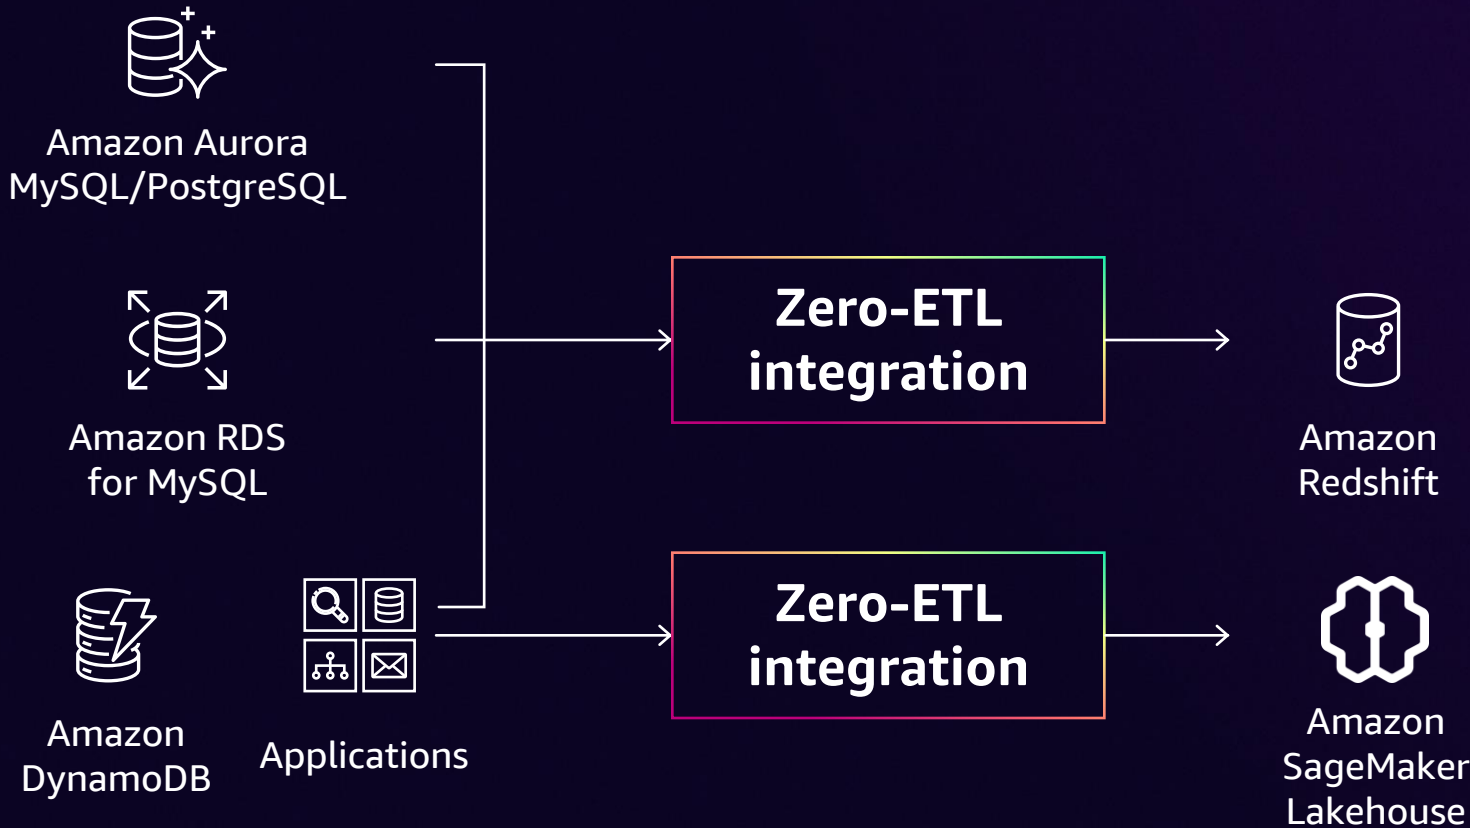 Amazon Aurora
MySQL/PostgreSQL
Amazon RDS
for MySQL
Amazon
DynamoDB
Applications
Zero-ETL
integration
Zero-ETL
integration
Amazon
Redshift
Amazon
SageMaker
Lakehouse